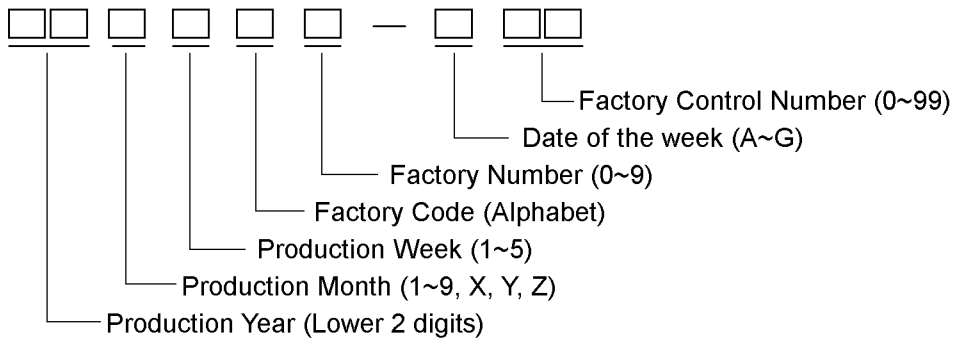 Factory Control Number (0~99)
Date of the week (A~G)
Factory Number (0~9)
Factory Code (Alphabet)
Production Week (1~5)
Production Month (1~9, X, Y, Z)
Production Year (Lower 2 digits)